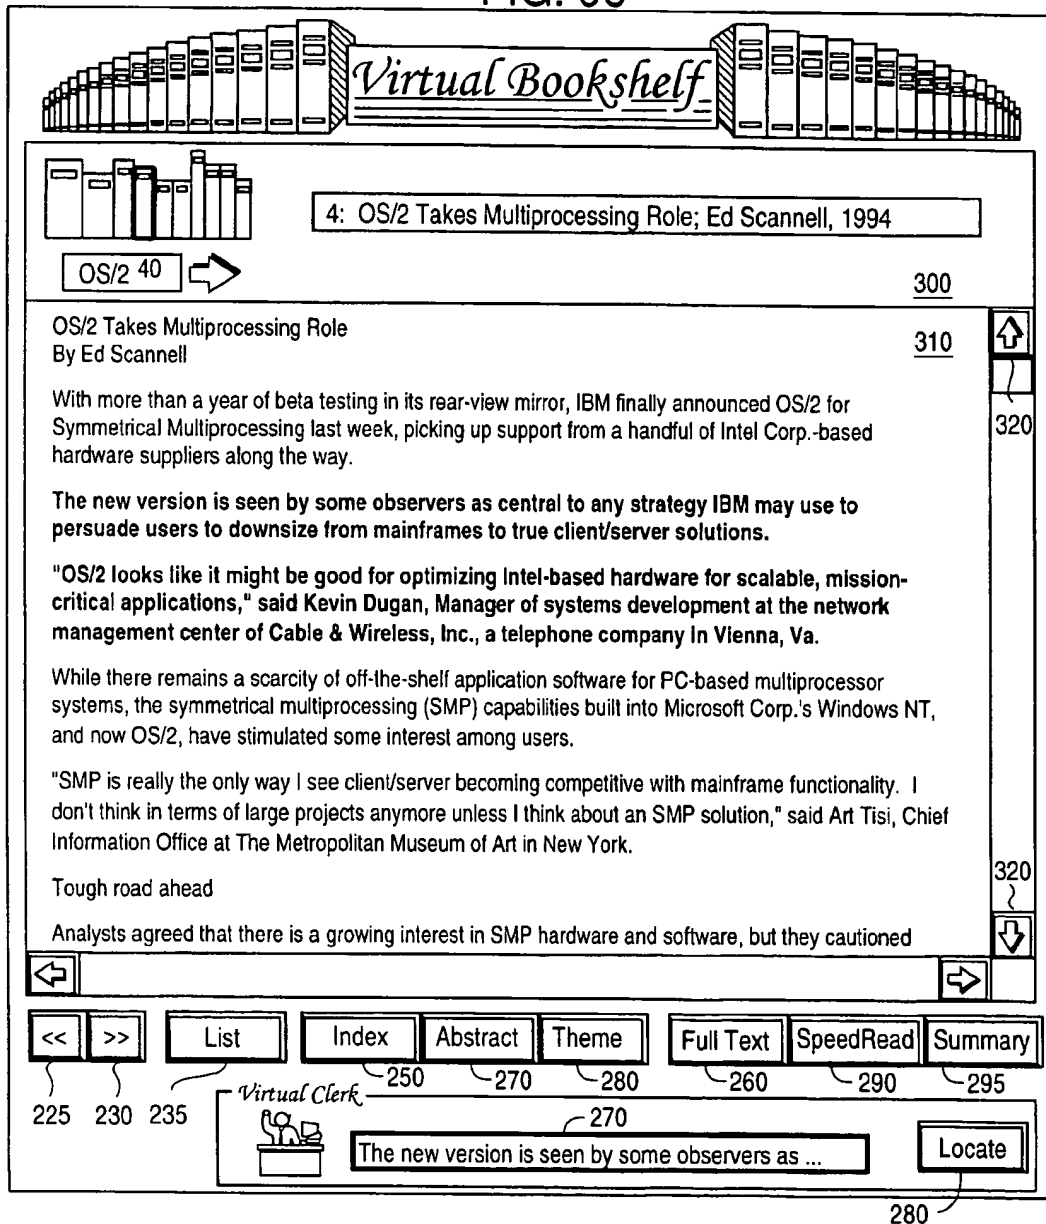 Virtual Bookshelf
4: OS/2 Takes Multiprocessing Role; Ed Scannell, 1994
OS/2 40
300
OS/2 Takes Multiprocessing Role
310
By Ed Scannell
With more than a year of beta testing in its rear-view mirror, IBM finally announced OS/2 for
Symmetrical Multiprocessing last week, picking up support from a handful of Intel Corp.-based
320
hardware suppliers along the way.
The new version is seen by some observers as central to any strategy IBM may use to
persuade users to downsize from mainframes to true client/server solutions.
"OS/2 looks like it might be good for optimizing Intel-based hardware for scalable, mission-
critical applications," said Kevin Dugan, Manager of systems development at the network
management center of Cable & Wireless, Inc., a telephone company in Vienna, Va.
While there remains a scarcity of off-the-shelf application software for PC-based multiprocessor
systems, the symmetrical multiprocessing (SMP) capabilities built into Microsoft Corp.'s Windows NT,
and now OS/2, have stimulated some interest among users.
"SMP is really the only way I see client/server becoming competitive with mainframe functionality. I
don't think in terms of large projects anymore unless I think about an SMP solution," said Art Tisi, Chief
Information Office at The Metropolitan Museum of Art in New York.
320
Tough road ahead
Analysts agreed that there is a growing interest in SMP hardware and software, but they cautioned
<< >> List Index Abstract Theme Full Text SpeedRead Summary
250 270 280 260 290 295
225 230 235
Virtual Clerk
270
The new version is seen by some observers as ...
Locate
280